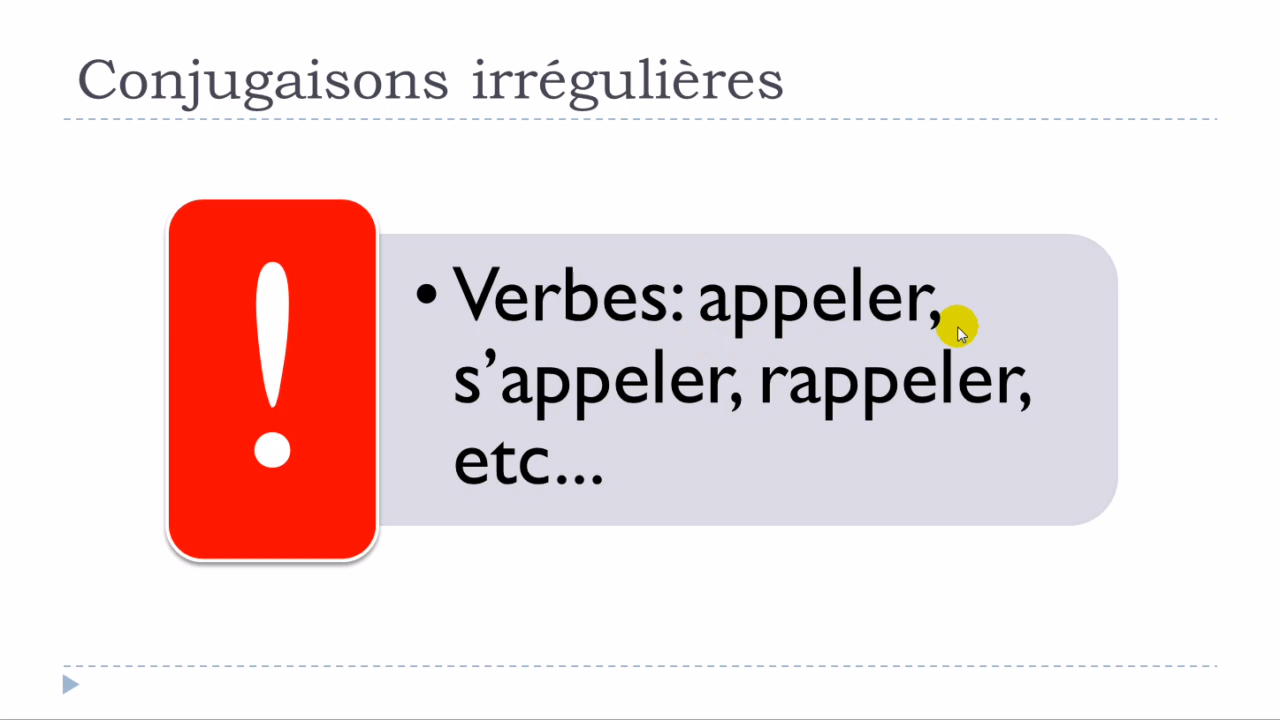 Conjugaisons irrégulières
!
• Verbes: appeler,
s’appeler, rappeler,
etc…